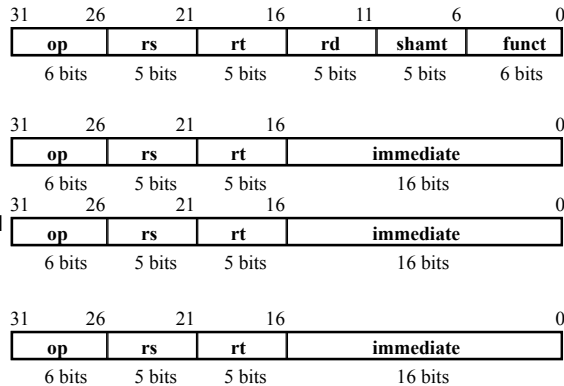 31 26 21 16 11 6 0
op rs rt rd shamt funct
6 bits 5 bits 5 bits 5 bits 5 bits 6 bits
31 26 21 16 0
op rs rt immediate
6 bits 5 bits 5 bits 16 bits
31 26 21 16 0
op rs rt immediate
6 bits 5 bits 5 bits 16 bits
31 26 21 16 0
op rs rt immediate
6 bits 5 bits 5 bits 16 bits